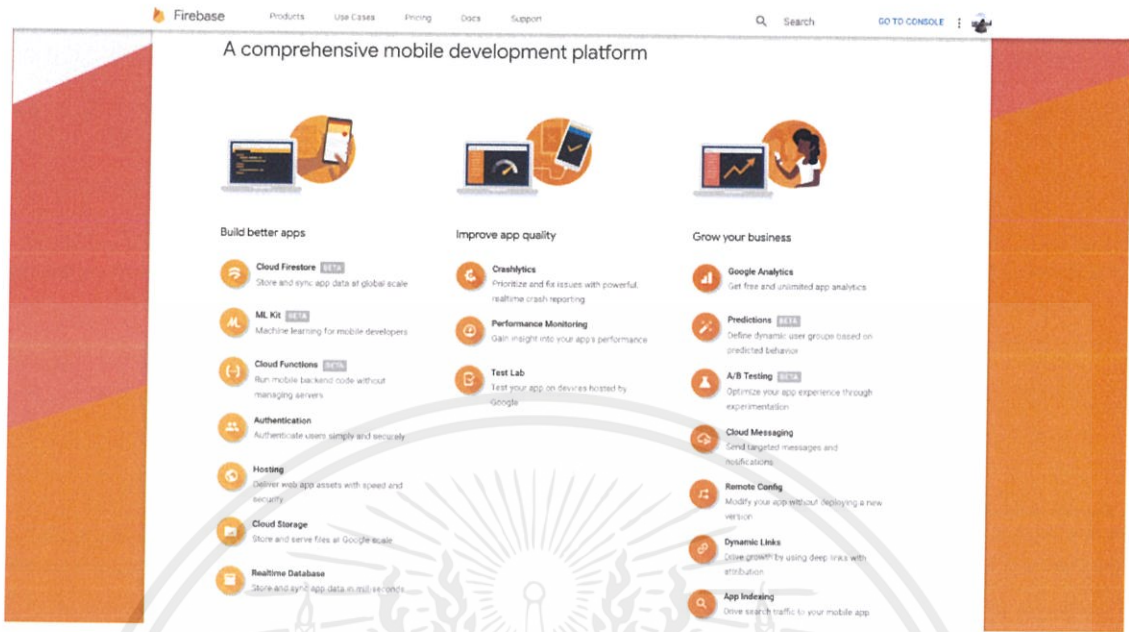 Firebase
Products
Use Cases
Pricing
Docs
Support
Search
GO TO CONSOLE
A comprehensive mobile development platform
Build better apps
Cloud Firestore BETA
Store and sync app data at global scale
ML Kit BETA
Machine learning for mobile developers
Cloud Functions BETA
Run mobile backend code without
managing servers
Authentication
Authenticate users simply and securely
Hosting
Deliver web app assets with speed and
security
Cloud Storage
Store and serve files at Google scale
Realtime Database
Store and sync app data in milliseconds
Improve app quality
Crashlytics
Prioritize and fix issues with powerful,
realtime crash reporting
Performance Monitoring
Gain insight into your app's performance
Test Lab
Test your app on devices hosted by
Google
Grow your business
Google Analytics
Get free and unlimited app analytics
Predictions BETA
Define dynamic user groups based on
predicted behavior
A/B Testing BETA
Optimize your app experience through
experimentation
Cloud Messaging
Send targeted messages and
notifications
Remote Config
Modify your app without deploying a new
version
Dynamic Links
Drive growth by using deep links with
attribution
App Indexing
Drive search traffic to your mobile app